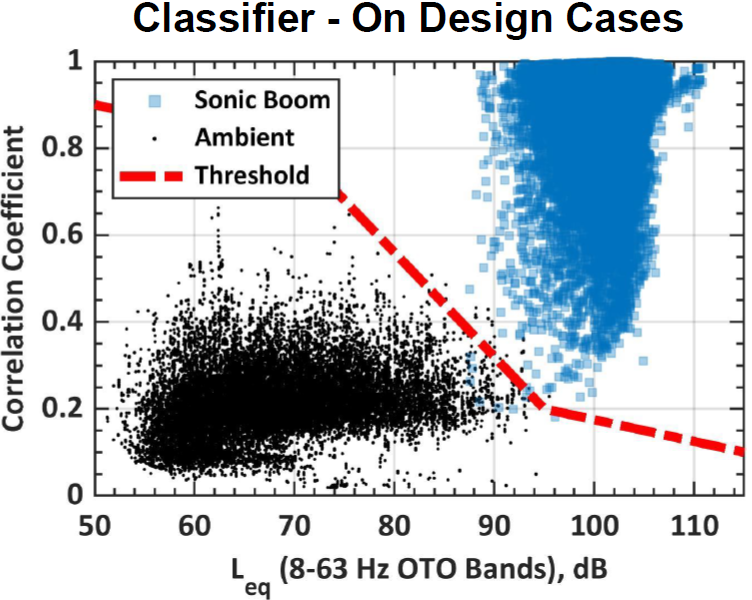 Classifier - On Design Cases
Correlation Coefficient
1
0.8
0.6
0.4
0.2
0
Sonic Boom
Ambient
Threshold
50 60 70 80 90 100 110
Leq (8-63 Hz OTO Bands), dB